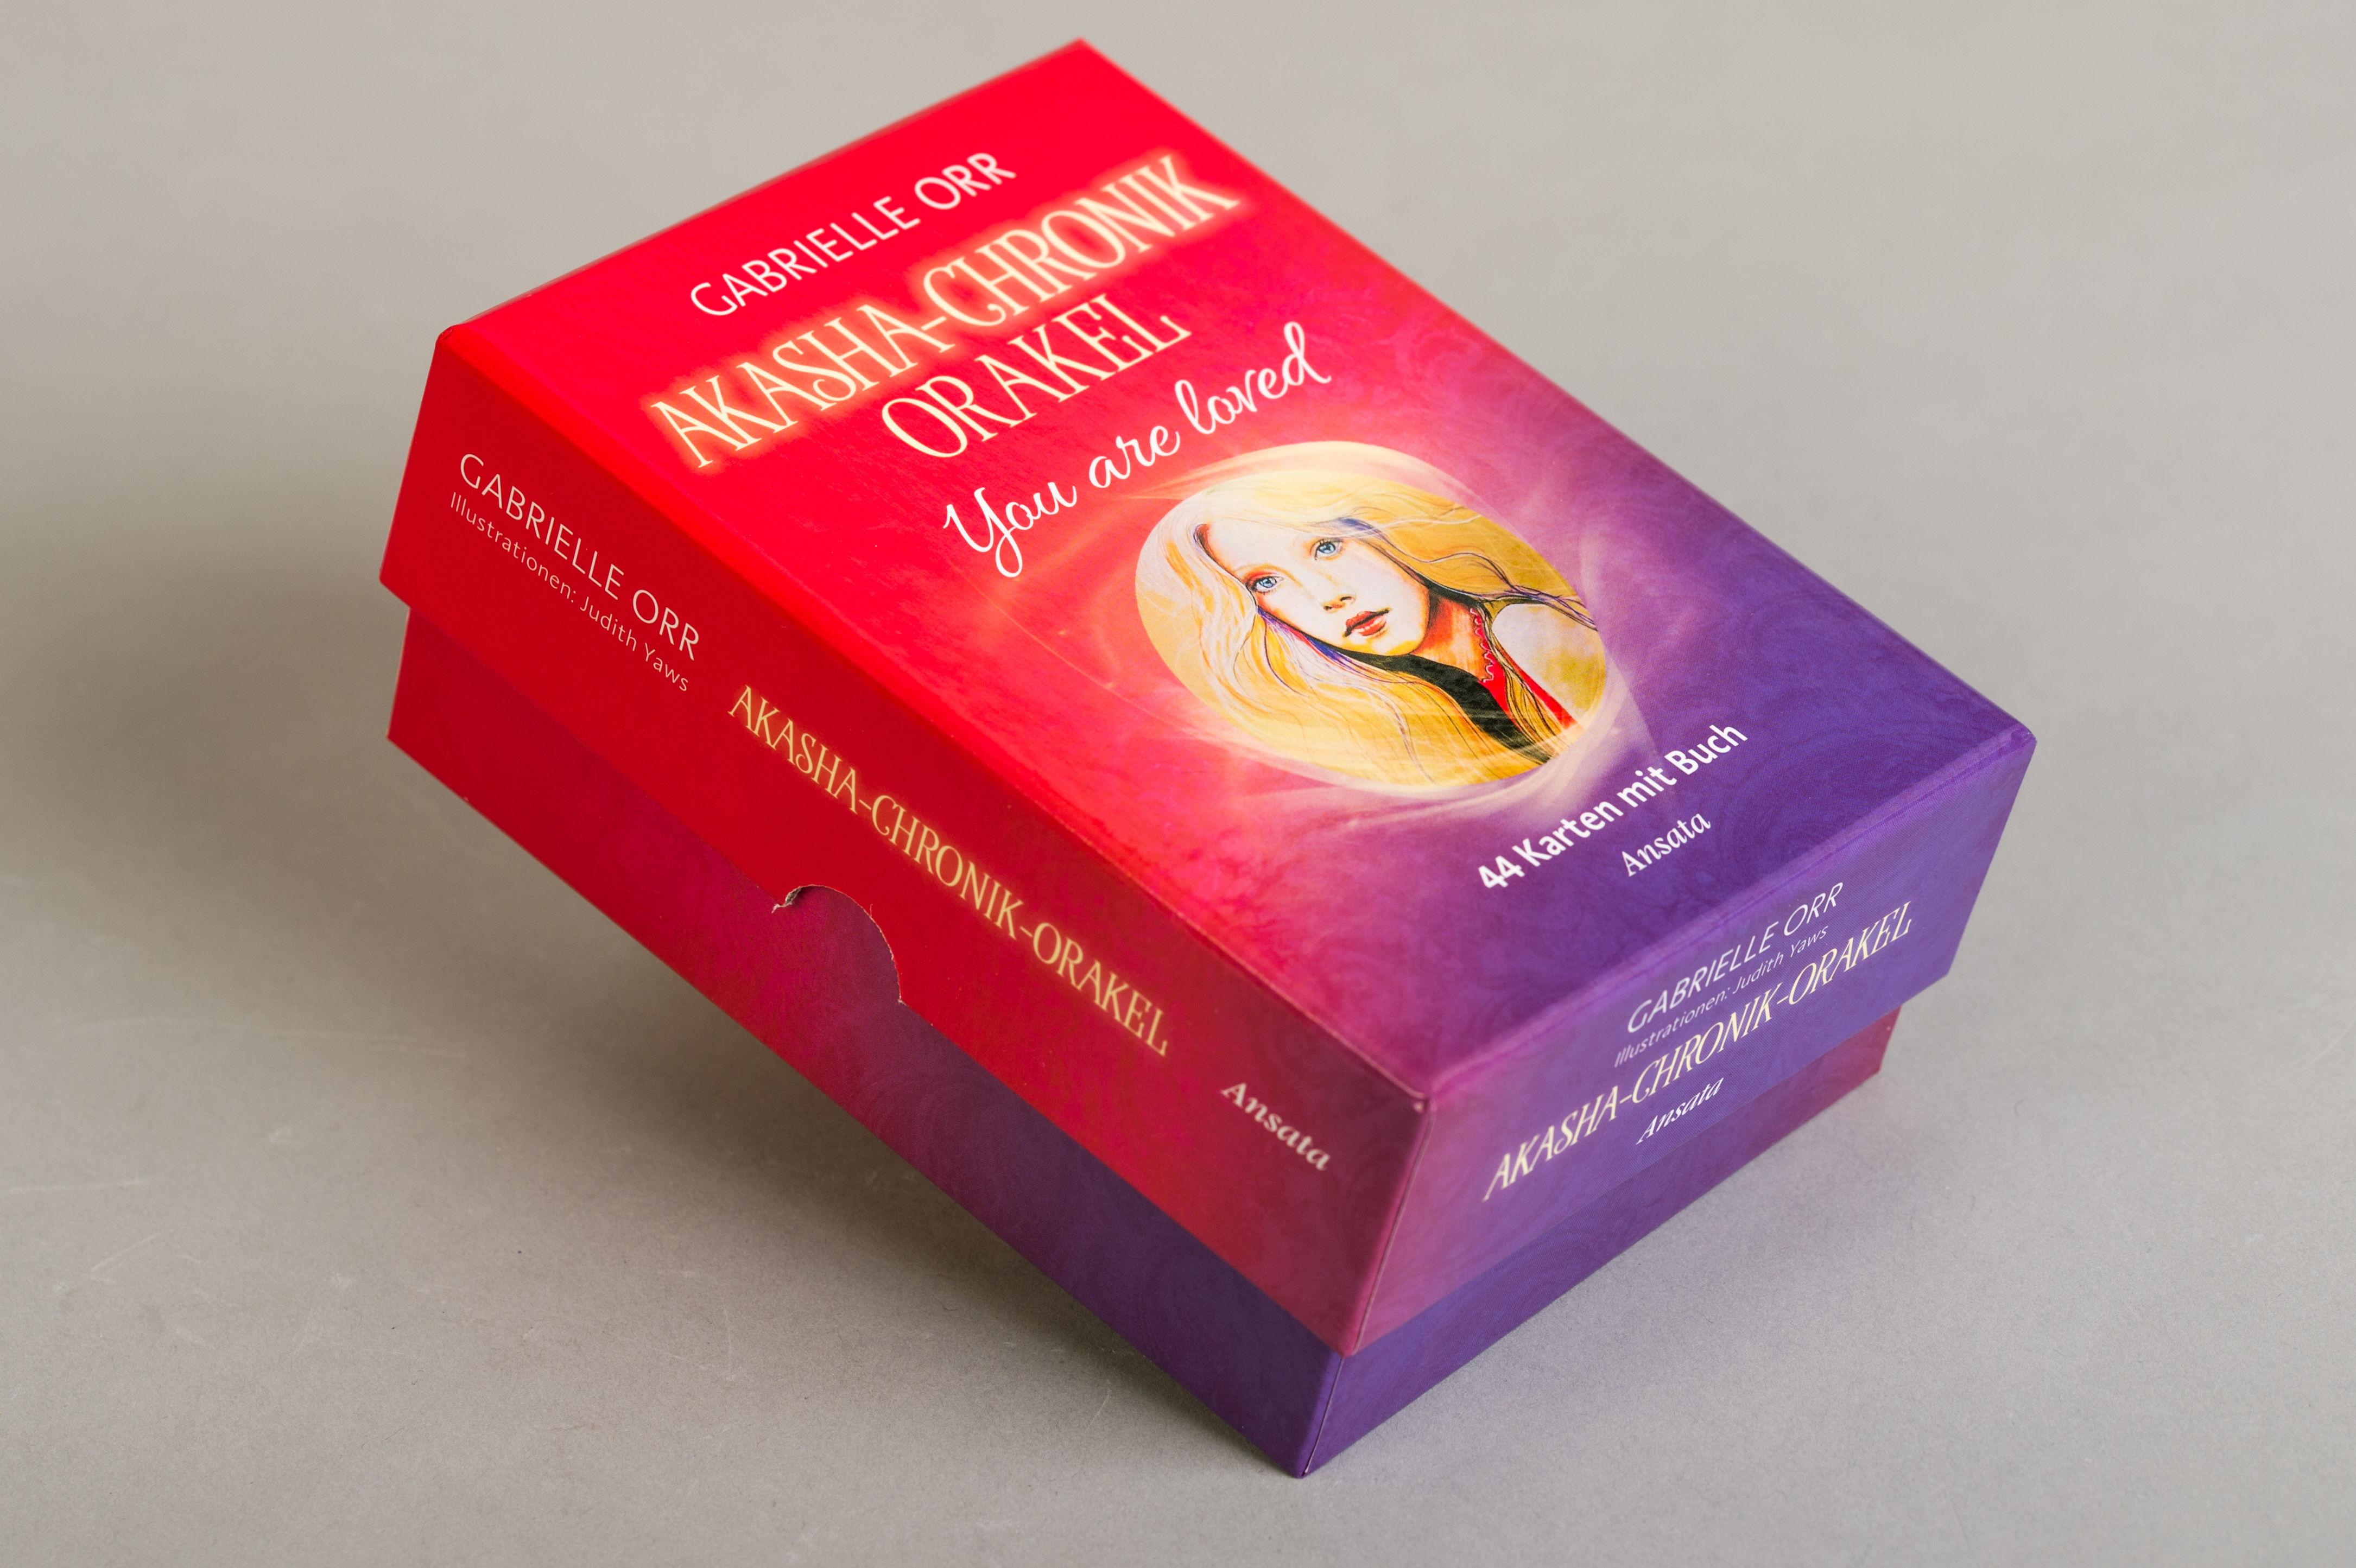 GABRIELLE ORR
AKASHA-CHRONIK
ORAKEL
You are loved
44 Karten mit Buch
Ansata
GABRIELLE ORR
Illustrationen: Judith Yaws
AKASHA-CHRONIK-ORAKEL
Ansata
GABRIELLE ORR
Illustrationen: Judith Yaws
AKASHA-CHRONIK-ORAKEL
Ansata